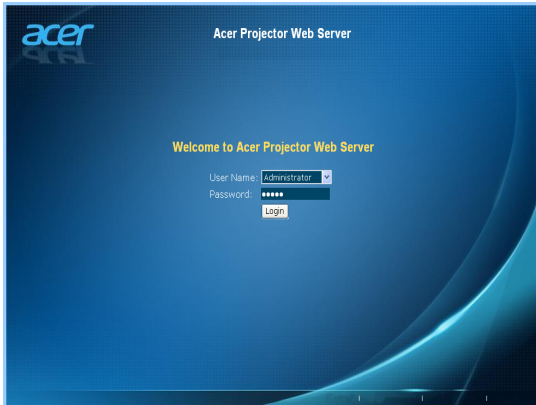 acer
Acer Projector Web Server
Welcome to Acer Projector Web Server
User Name: Administrator
Password: •••••
Login